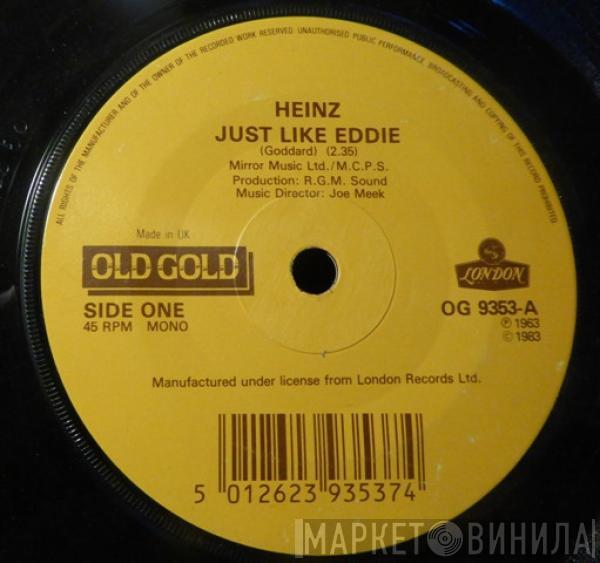 ALL RIGHTS OF THE MANUFACTURER AND OF THE OWNER OF THE RECORDED WORK RESERVED. UNAUTHORISED PUBLIC PERFORMANCE, BROADCASTING AND COPYING OF THIS RECORD PROHIBITED.
HEINZ
JUST LIKE EDDIE
(Goddard) (2.35)
Mirror Music Ltd./M.C.P.S.
Production: R.G.M. Sound
Music Director: Joe Meek
Made in UK
OLD GOLD
LONDON
SIDE ONE
45 RPM MONO
OG 9353-A
℗ 1963
© 1983
Manufactured under license from London Records Ltd.
5 012623 935374
МАРКЕТ ВИНИЛА